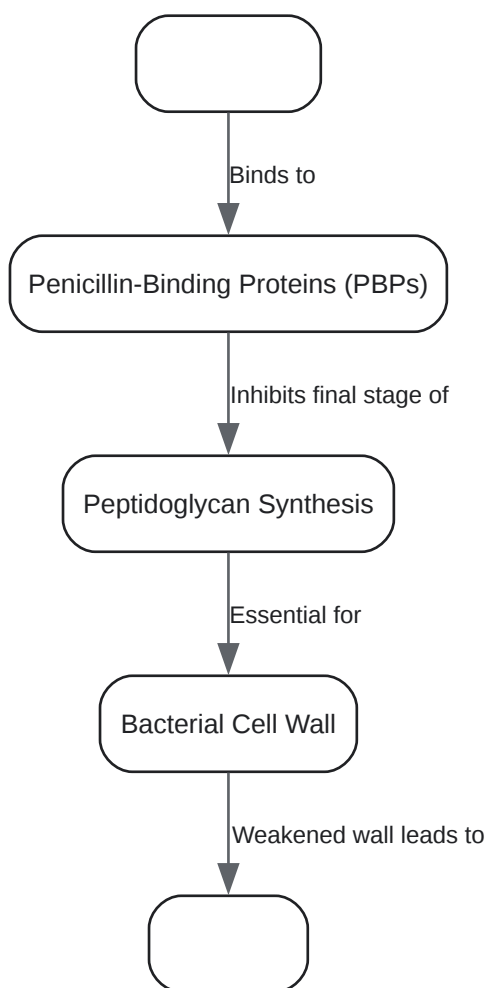 Binds to
Penicillin-Binding Proteins (PBPs)
Inhibits final stage of
Peptidoglycan Synthesis
Essential for
Bacterial Cell Wall
Weakened wall leads to